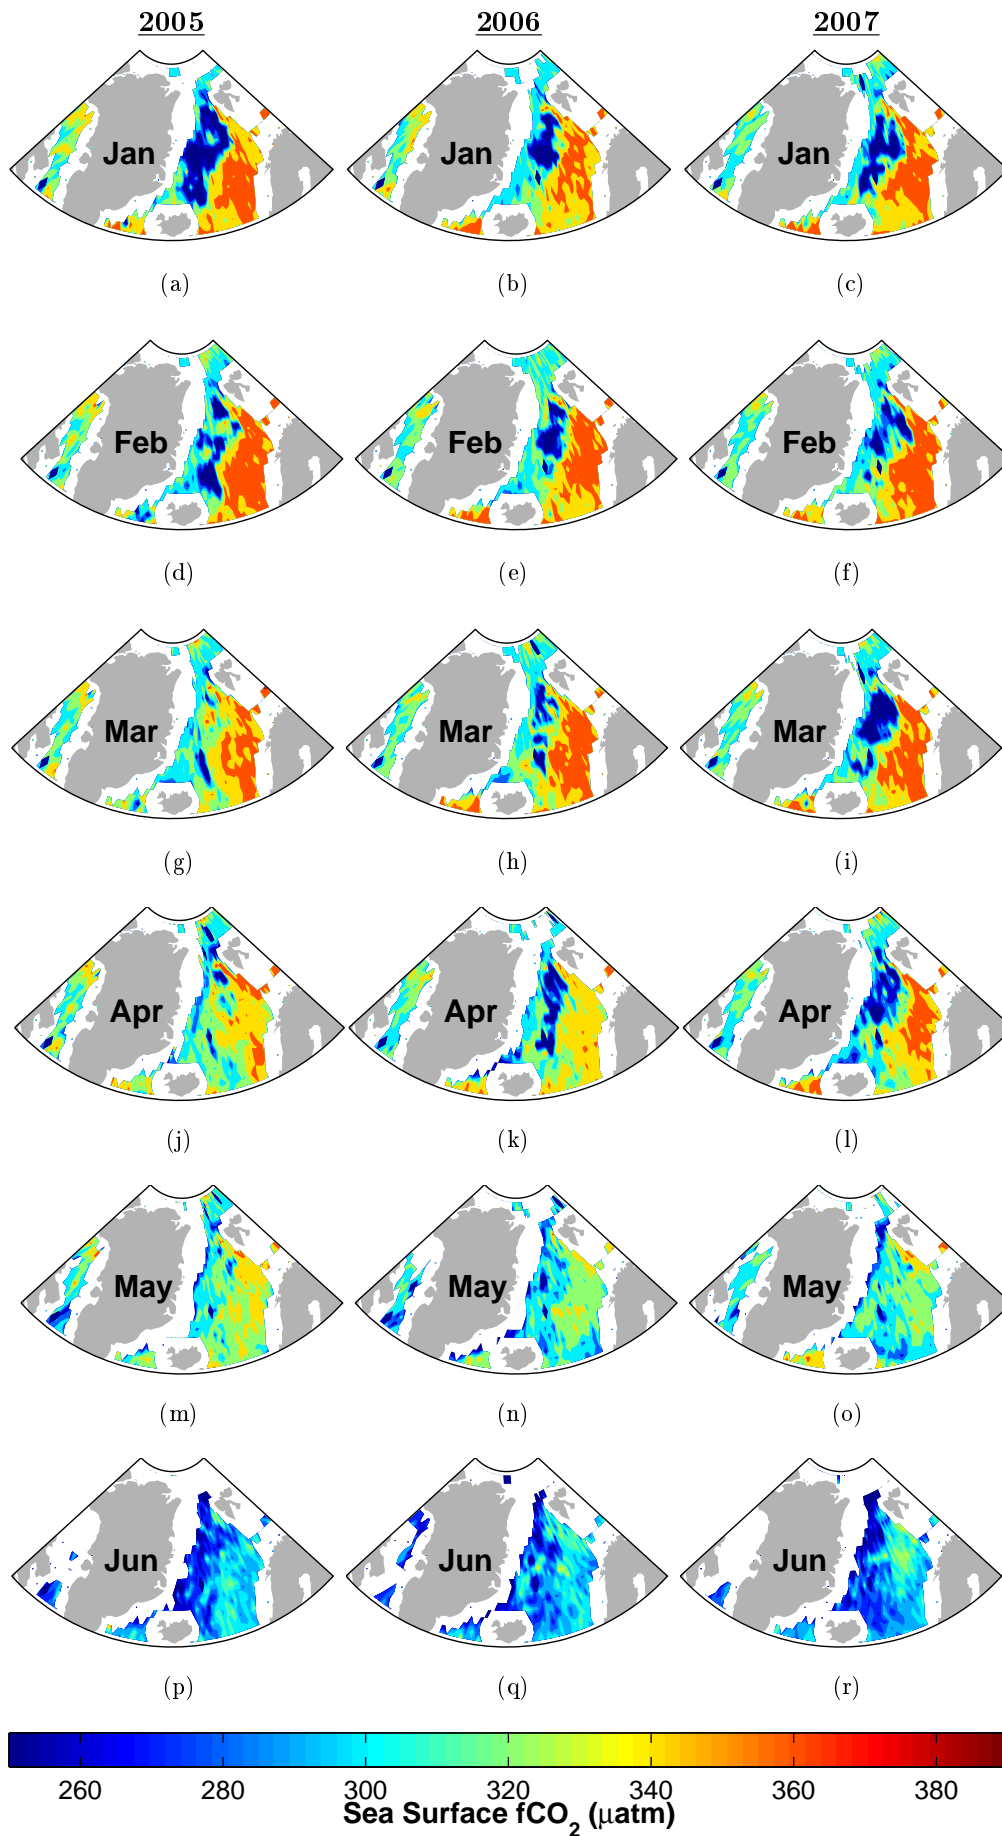 2005 2006 2007
Jan Jan Jan
(a) (b) (c)
Feb Feb Feb
(d) (e) (f)
Mar Mar Mar
(g) (h) (i)
Apr Apr Apr
(j) (k) (l)
May May May
(m) (n) (o)
Jun Jun Jun
(p) (q) (r)
260 280 300 320 340 360 380
Sea Surface fCO₂ (μatm)